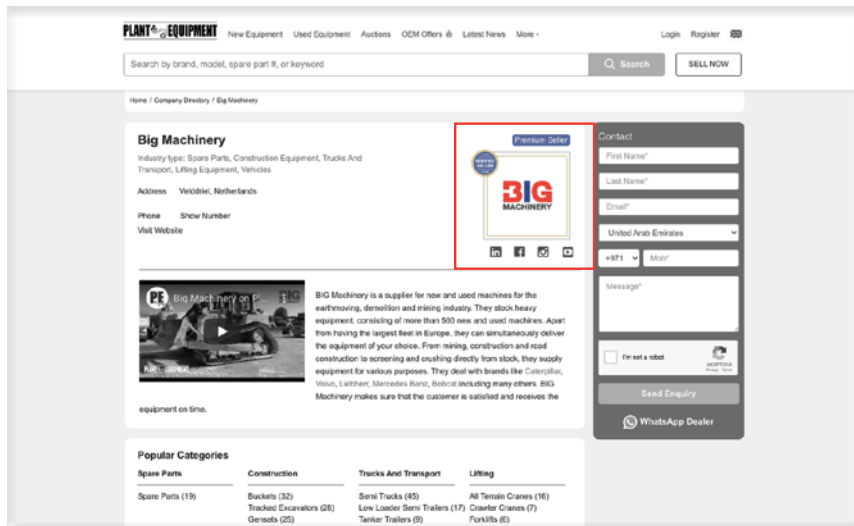 PLANT EQUIPMENT
New Equipment Used Equipment Auctions OEM Offers Latest News More
Login Register
Search by brand, model, spare part #, or keyword
Search
SELL NOW
Home / Company Directory / Big Machinery
Big Machinery
Industry type: Spare Parts, Construction Equipment, Trucks And
Transport, Lifting Equipment, Vehicles
Address Velddriel, Netherlands
Phone Show Number
Visit Website
Premium Seller
VERIFIED
SELLER
BIG
MACHINERY
Contact
First Name*
Last Name*
Email*
United Arab Emirates
+971 Mob*
Message*
I'm not a robot
reCAPTCHA
Privacy - Terms
Send Enquiry
WhatsApp Dealer
PE Big Machinery on P... BIG
PLANT EQUIPMENT
BIG Machinery is a supplier for new and used machines for the
earthmoving, demolition and mining industry. They stock heavy
equipment, consisting of more than 500 new and used machines. Apart
from having the largest fleet in Europe, they can simultaneously deliver
the equipment of your choice. From mining, construction and road
construction to screening and crushing directly from stock, they supply
equipment for various purposes. They deal with brands like Caterpillar,
Volvo, Liebherr, Mercedes Benz, Bobcat including many others. BIG
Machinery makes sure that the customer is satisfied and receives the
equipment on time.
Popular Categories
Spare Parts Construction Trucks And Transport Lifting
Spare Parts (19) Buckets (32) Semi Trucks (45) All Terrain Cranes (16)
Tracked Excavators (28) Low Loader Semi Trailers (17) Crawler Cranes (7)
Gensets (25) Tanker Trailers (9) Forklifts (6)